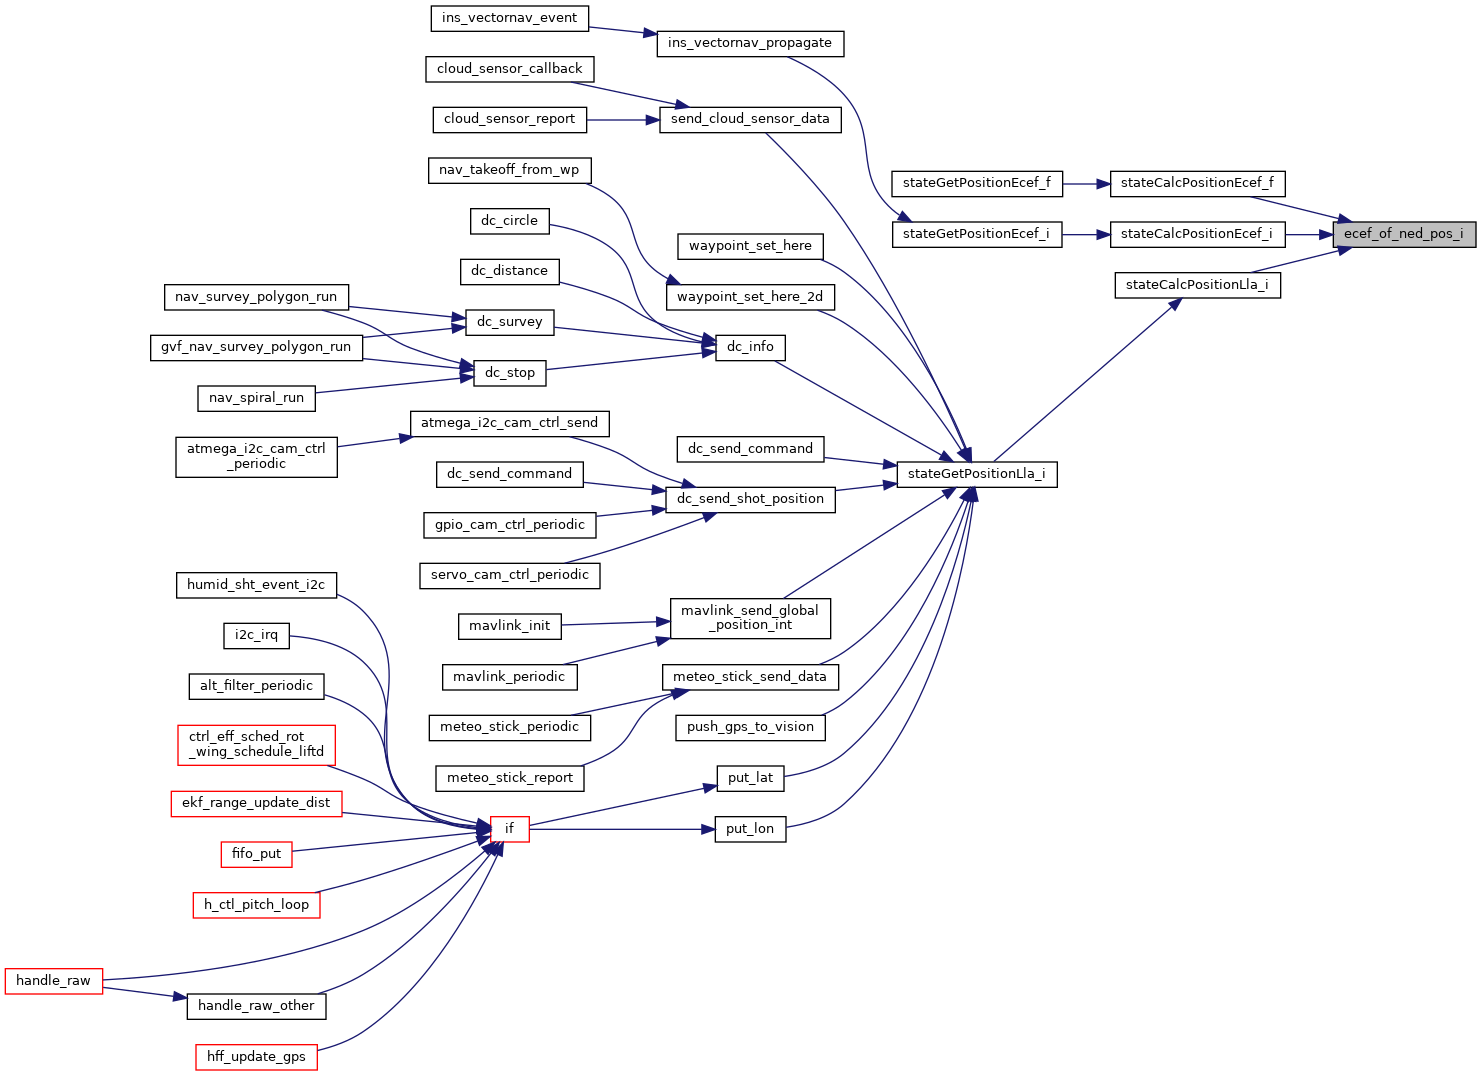 ins_vectornav_event
ins_vectornav_propagate
cloud_sensor_callback
cloud_sensor_report
send_cloud_sensor_data
nav_takeoff_from_wp
stateGetPositionEcef_f
stateCalcPositionEcef_f
dc_circle
waypoint_set_here
stateGetPositionEcef_i
stateCalcPositionEcef_i
ecef_of_ned_pos_i
dc_distance
stateCalcPositionLla_i
nav_survey_polygon_run
waypoint_set_here_2d
dc_survey
gvf_nav_survey_polygon_run
dc_info
dc_stop
nav_spiral_run
atmega_i2c_cam_ctrl_send
atmega_i2c_cam_ctrl
_periodic
dc_send_command
dc_send_command
stateGetPositionLla_i
dc_send_shot_position
gpio_cam_ctrl_periodic
servo_cam_ctrl_periodic
humid_sht_event_i2c
mavlink_send_global
_position_int
i2c_irq
mavlink_init
mavlink_periodic
meteo_stick_send_data
alt_filter_periodic
meteo_stick_periodic
push_gps_to_vision
ctrl_eff_sched_rot
_wing_schedule_liftd
meteo_stick_report
put_lat
ekf_range_update_dist
if
put_lon
fifo_put
h_ctl_pitch_loop
handle_raw
handle_raw_other
hff_update_gps